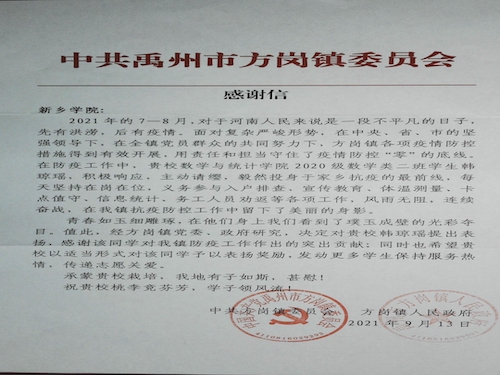 中共禹州市方岗镇委员会
感谢信
新乡学院：
2021年的7—8月，对于河南人民来说是一段不平凡的日子，
先有洪涝，后有疫情。面对复杂严峻形势，在中央、省、市的坚
强领导下，在全镇党员群众的共同努力下，方岗镇各项疫情防控
措施得到有效开展，用责任和担当守住了疫情防控“零”的底线。
在防疫工作中，贵校数学与统计学院2020级数学类二班学生韩
琼瑶，积极响应，主动请缨，毅然投身于家乡抗疫的最前线，每
天坚持在岗在位，义务参与入户排查、宣传教育、体温测量、卡
点值守、信息统计、务工人员劝返等各项工作，风雨无阻，连续
奋战，在我镇抗疫防控工作中留下了美丽的身影。
青春如玉细雕琢，在他们身上我们看到了璞玉成壁的光彩夺
目。值此，经方岗镇党委、政府研究，决定对贵校韩琼瑶提出表
扬，感谢该同学对我镇防疫工作作出的突出贡献；同时也希望贵
校以适当形式对该同学予以表扬奖励，发动更多学生保持服务热
情，传递志愿关爱。
承蒙贵校栽培，我地有子如斯，甚慰！
祝贵校桃李竞芬芳，学子领风流！
中共方岗镇委员会 方岗镇人民政府
2021年9月13日